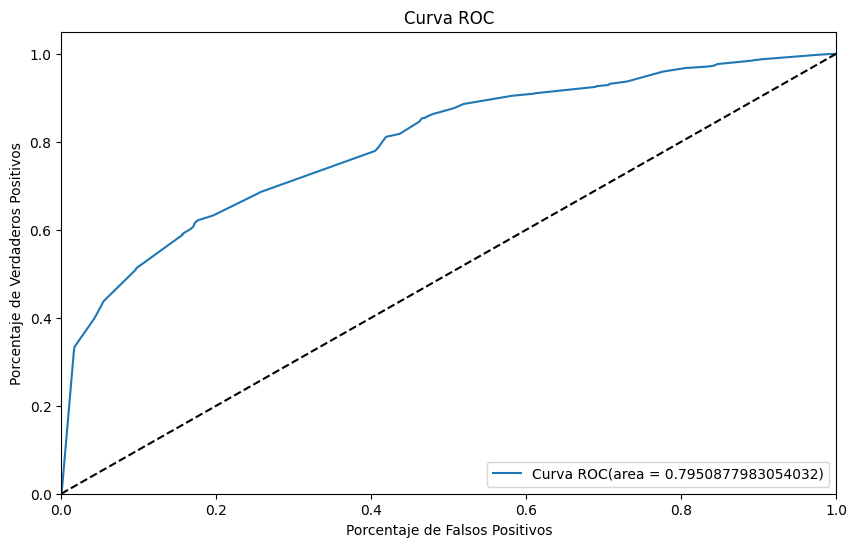 Curva ROC
Porcentaje de Verdaderos Positivos
1.0
0.8
0.6
0.4
0.2
0.0
Curva ROC(area = 0.7950877983054032)
0.0 0.2 0.4 0.6 0.8 1.0
Porcentaje de Falsos Positivos